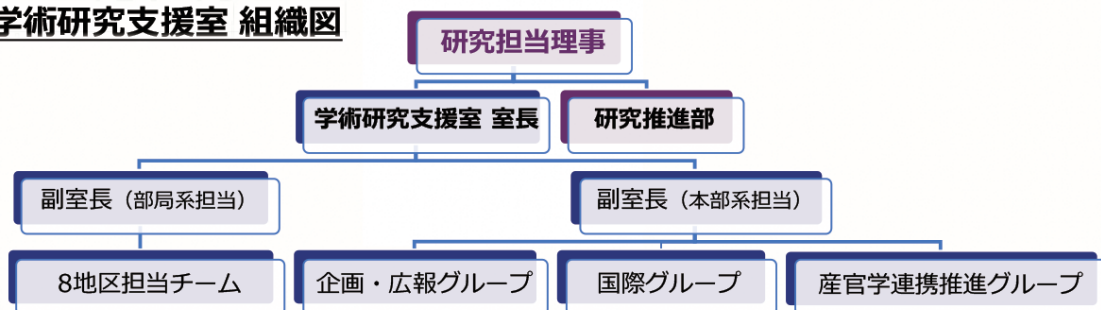 学術研究支援室 組織図
研究担当理事
学術研究支援室 室長
研究推進部
副室長（部局系担当）
副室長（本部系担当）
8地区担当チーム
企画・広報グループ
国際グループ
産官学連携推進グループ